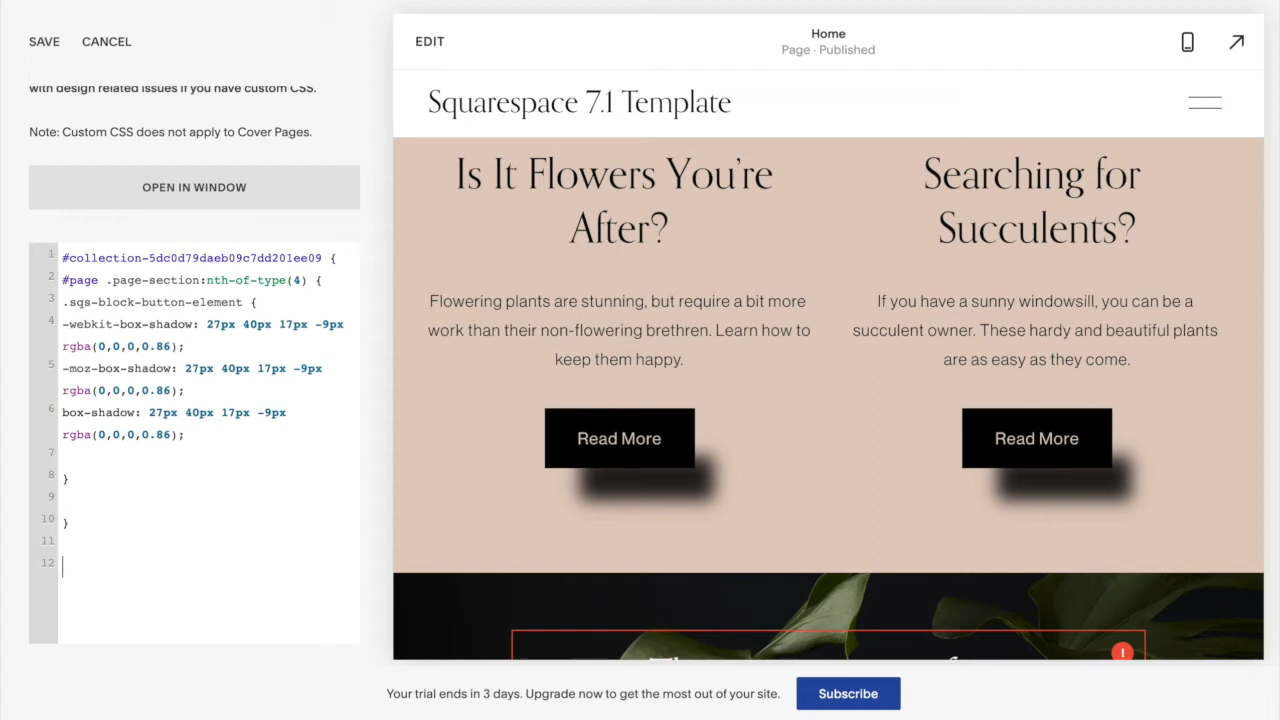 SAVE CANCEL
with design related issues if you have custom CSS.
Note: Custom CSS does not apply to Cover Pages.
OPEN IN WINDOW
1 #collection-5dc0d79daeb09c7dd201ee09 {
2 #page .page-section:nth-of-type(4) {
3 .sqs-block-button-element {
4 -webkit-box-shadow: 27px 40px 17px -9px
rgba(0,0,0,0.86);
5 -moz-box-shadow: 27px 40px 17px -9px
rgba(0,0,0,0.86);
6 box-shadow: 27px 40px 17px -9px
rgba(0,0,0,0.86);
7
8 }
9
10 }
11
12
EDIT
Home
Page · Published
Squarespace 7.1 Template
Is It Flowers You're
After?
Flowering plants are stunning, but require a bit more
work than their non-flowering brethren. Learn how to
keep them happy.
Read More
Searching for
Succulents?
If you have a sunny windowsill, you can be a
succulent owner. These hardy and beautiful plants
are as easy as they come.
Read More
!
Your trial ends in 3 days. Upgrade now to get the most out of your site.
Subscribe